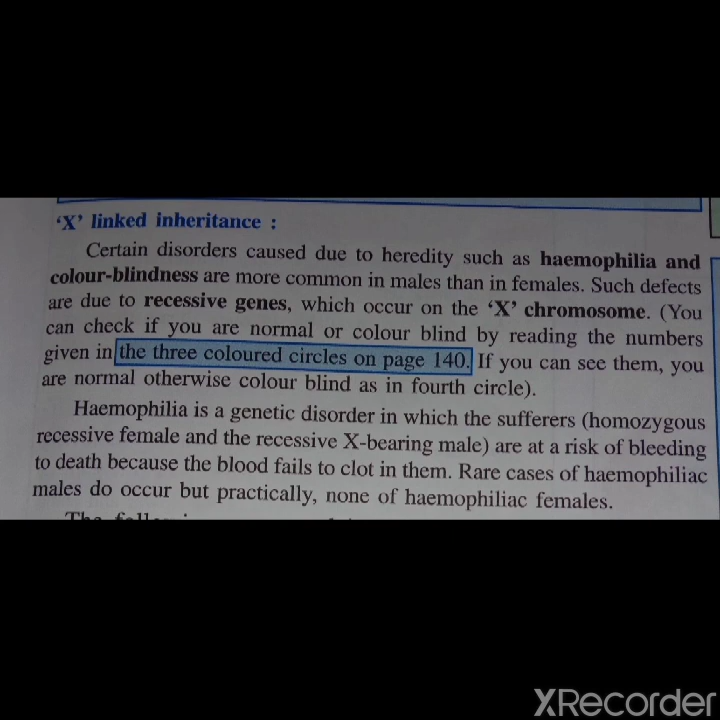 ‘X’ linked inheritance :
Certain disorders caused due to heredity such as haemophilia and
colour-blindness are more common in males than in females. Such defects
are due to recessive genes, which occur on the ‘X’ chromosome. (You
can check if you are normal or colour blind by reading the numbers
given in the three coloured circles on page 140. If you can see them, you
are normal otherwise colour blind as in fourth circle).
Haemophilia is a genetic disorder in which the sufferers (homozygous
recessive female and the recessive X-bearing male) are at a risk of bleeding
to death because the blood fails to clot in them. Rare cases of haemophiliac
males do occur but practically, none of haemophiliac females.
XRecorder